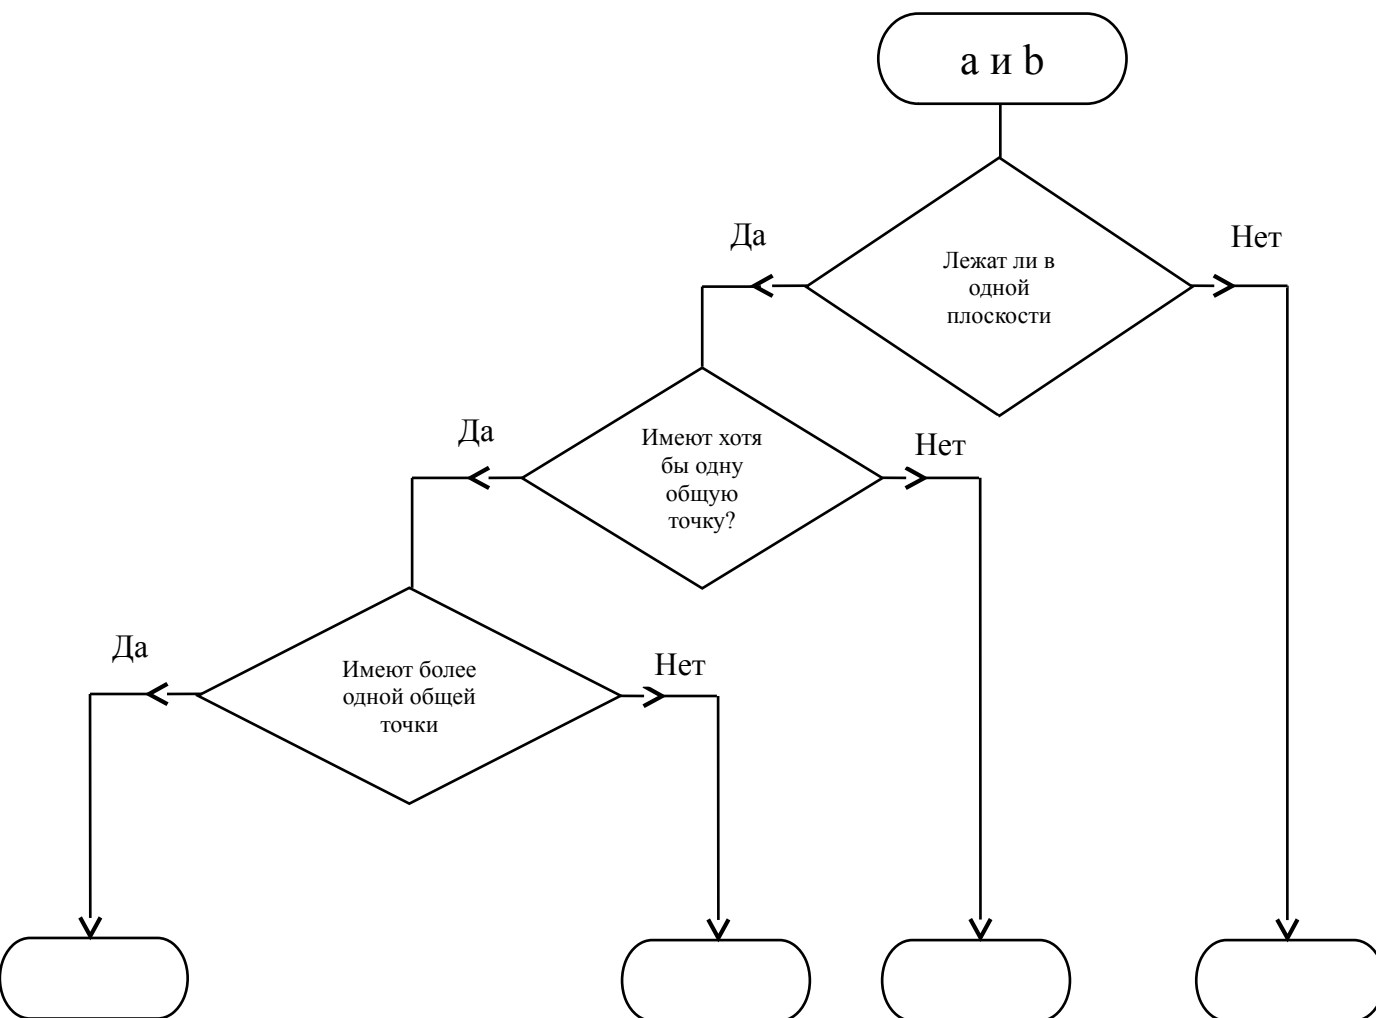 a и b
Да
Нет
Лежат ли в
одной
плоскости
Да
Нет
Имеют хотя
бы одну
общую
точку?
Да
Нет
Имеют более
одной общей
точки